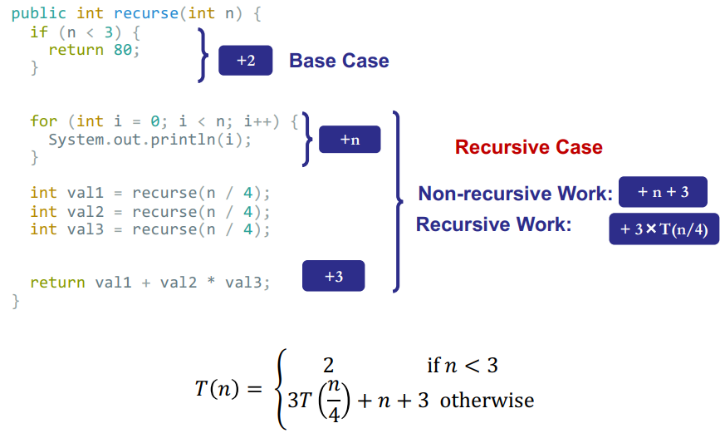 public int recurse(int n) {
if (n < 3) {
return 80;
}
+2
Base Case
for (int i = 0; i < n; i++) {
System.out.println(i);
}
+n
Recursive Case
int val1 = recurse(n / 4);
int val2 = recurse(n / 4);
int val3 = recurse(n / 4);
Non-recursive Work: + n + 3
Recursive Work: + 3×T(n/4)
return val1 + val2 * val3;
+3
}
T(n) = { 2 if n < 3
3T(n/4) + n + 3 otherwise